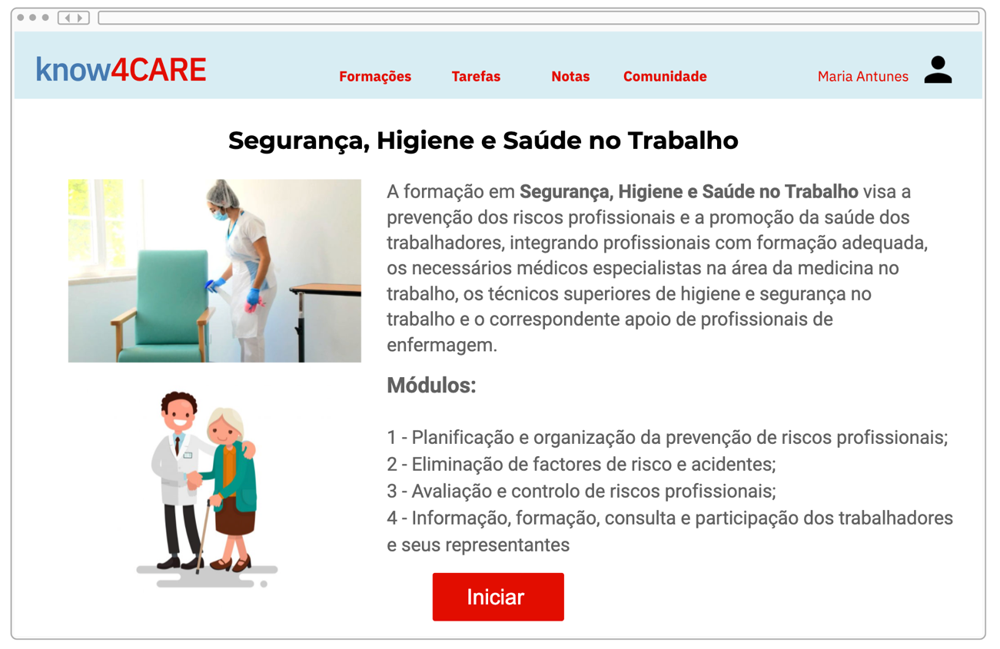 know4CARE
Formações Tarefas Notas Comunidade Maria Antunes
Segurança, Higiene e Saúde no Trabalho
A formação em Segurança, Higiene e Saúde no Trabalho visa a
prevenção dos riscos profissionais e a promoção da saúde dos
trabalhadores, integrando profissionais com formação adequada,
os necessários médicos especialistas na área da medicina no
trabalho, os técnicos superiores de higiene e segurança no
trabalho e o correspondente apoio de profissionais de
enfermagem.
Módulos:
1 - Planificação e organização da prevenção de riscos profissionais;
2 - Eliminação de factores de risco e acidentes;
3 - Avaliação e controlo de riscos profissionais;
4 - Informação, formação, consulta e participação dos trabalhadores
e seus representantes
Iniciar